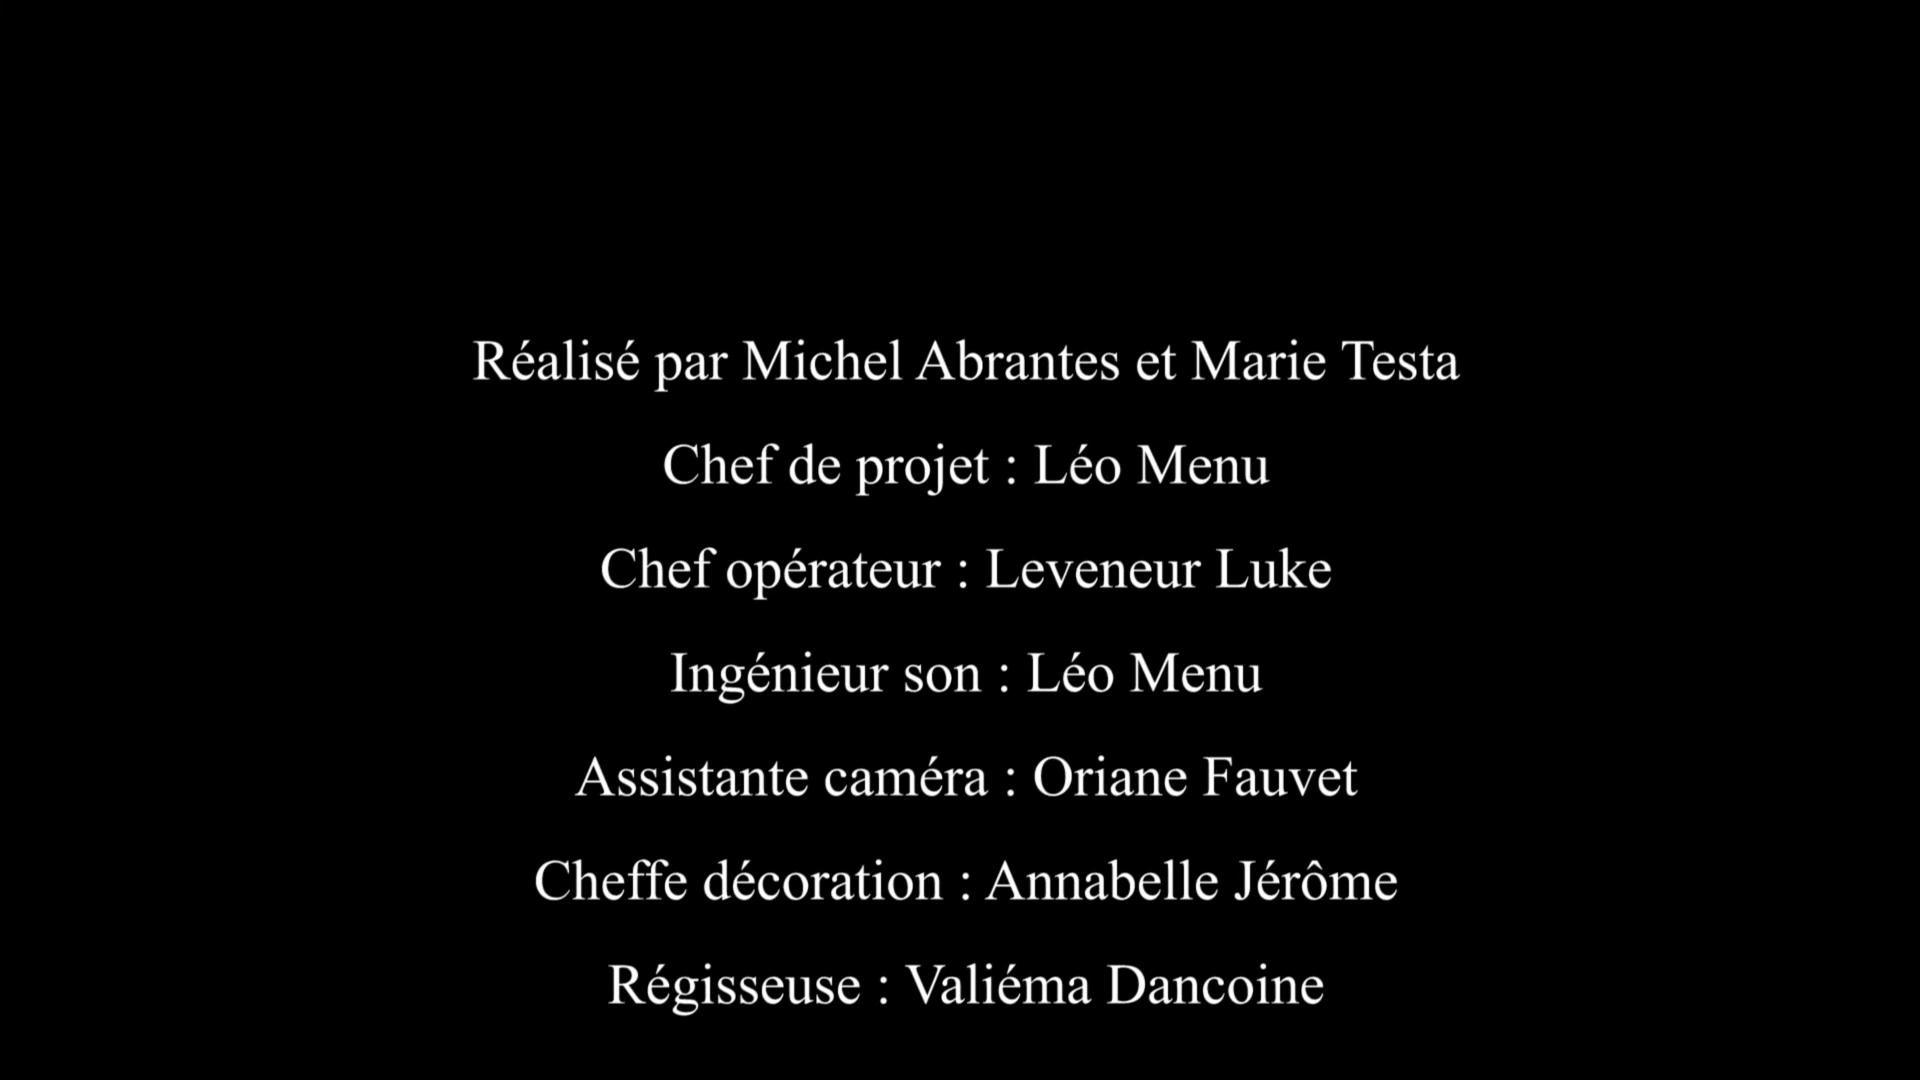 Réalisé par Michel Abrantes et Marie Testa
Chef de projet : Léo Menu
Chef opérateur : Leveneur Luke
Ingénieur son : Léo Menu
Assistante caméra : Oriane Fauvet
Cheffe décoration : Annabelle Jérôme
Régisseuse : Valiéma Dancoine